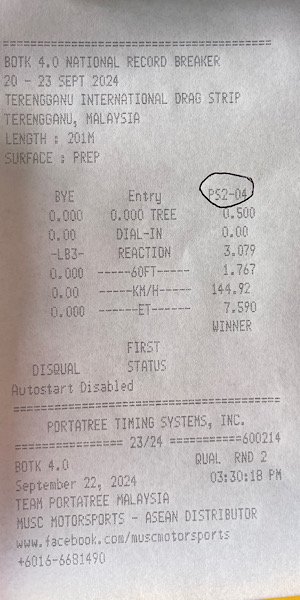 BOTK 4.0 NATIONAL RECORD BREAKER
20 - 23 SEPT 2024
TERENGGANU INTERNATIONAL DRAG STRIP
TERENGGANU, MALAYSIA
LENGTH : 201M
SURFACE : PREP
BYE Entry PS2-04
0.000 0.000 TREE 0.500
0.00 DIAL-IN 0.00
-LB3- REACTION 3.079
0.000 -----60FT----- 1.767
0.00 -----KM/H----- 144.92
0.000 ------ET------ 7.590
WINNER
FIRST
DISQUAL STATUS
Autostart Disabled
PORTATREE TIMING SYSTEMS, INC.
=============== 23/24 ===========600214
BOTK 4.0 QUAL RND 2
September 22, 2024 03:30:18 PM
TEAM PORTATREE MALAYSIA
MUSC MOTORSPORTS - ASEAN DISTRIBUTOR
www.facebook.com/muscmotorsports
+6016-6681490